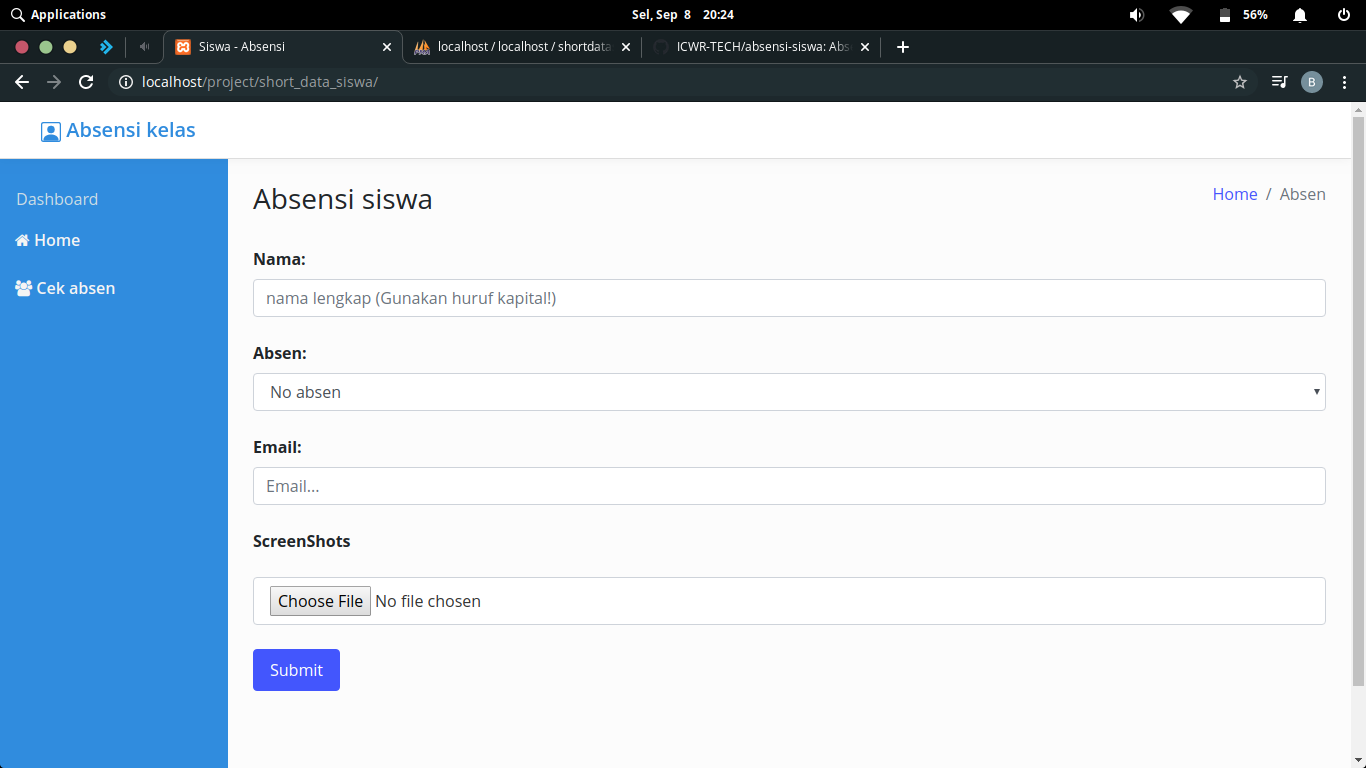 Applications
Sel, Sep 8 20:24
56%
Siswa - Absensi
localhost / localhost / shortdata
ICWR-TECH/absensi-siswa: Abs
localhost/project/short_data_siswa/
B
Absensi kelas
Dashboard
Home
Cek absen
Absensi siswa
Home / Absen
Nama:
nama lengkap (Gunakan huruf kapital!)
Absen:
No absen
Email:
Email...
ScreenShots
Choose File No file chosen
Submit